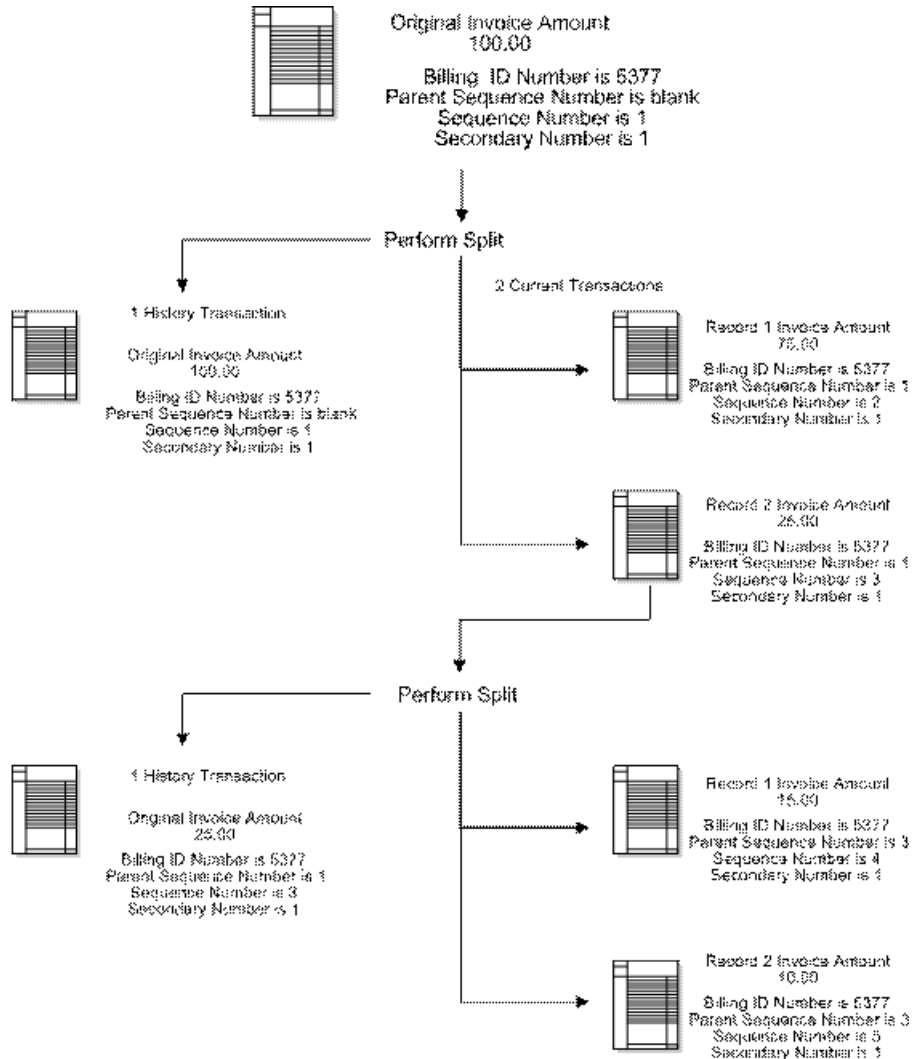 Original Invoice Amount
100.00
Billing ID Number is 5377
Parent Sequence Number is blank
Sequence Number is 1
Secondary Number is 1
Perform Split
1 History Transaction
Original Invoice Amount
100.00
Billing ID Number is 5377
Parent Sequence Number is blank
Sequence Number is 1
Secondary Number is 1
2 Current Transactions
Record 1 Invoice Amount
75.00
Billing ID Number is 5377
Parent Sequence Number is 1
Sequence Number is 2
Secondary Number is 1
Record 2 Invoice Amount
25.00
Billing ID Number is 5377
Parent Sequence Number is 1
Sequence Number is 3
Secondary Number is 1
Perform Split
1 History Transaction
Original Invoice Amount
25.00
Billing ID Number is 5377
Parent Sequence Number is 1
Sequence Number is 3
Secondary Number is 1
Record 1 Invoice Amount
15.00
Billing ID Number is 5377
Parent Sequence Number is 3
Sequence Number is 4
Secondary Number is 1
Record 2 Invoice Amount
10.00
Billing ID Number is 5377
Parent Sequence Number is 3
Sequence Number is 5
Secondary Number is 1